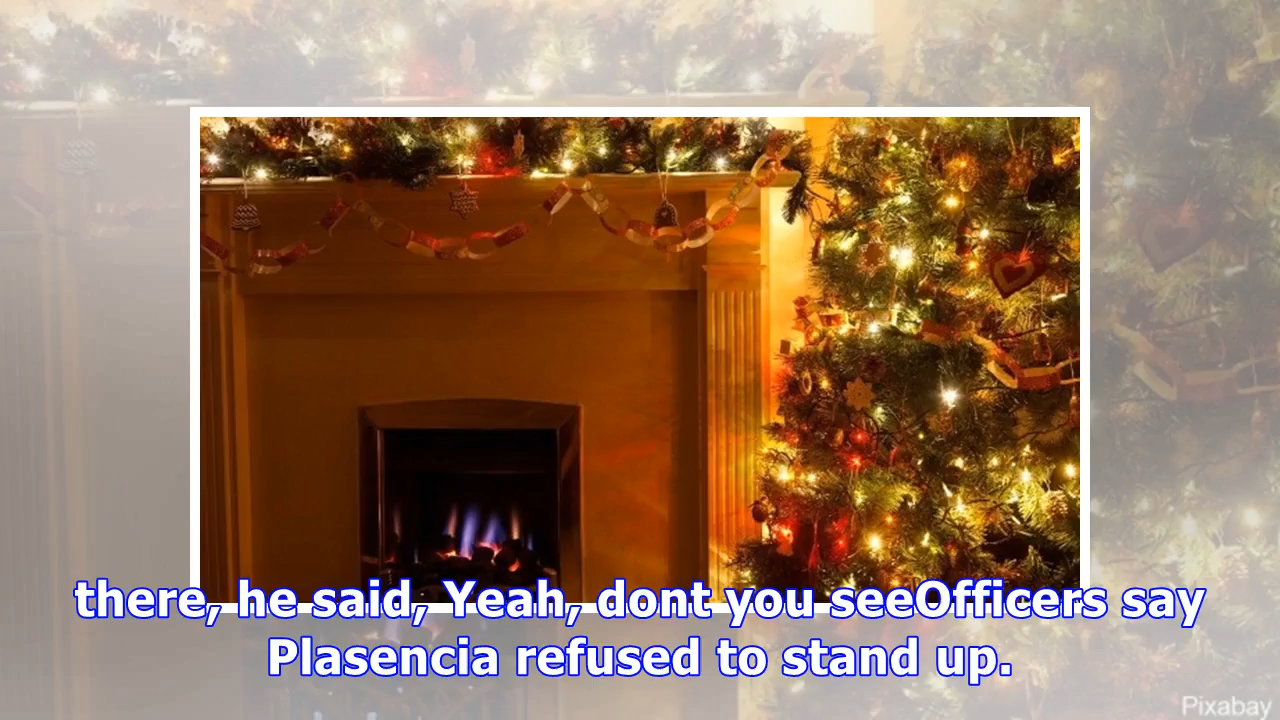 there, he said, Yeah, dont you seeOfficers say
Plasencia refused to stand up.
Pixabay